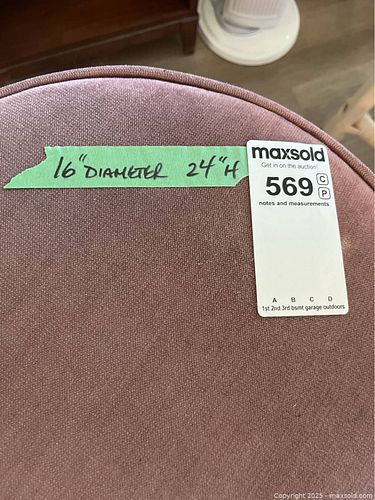 16" DIAMETER 24" H
maxsold
Get in on the auction!
569 C P
notes and measurements
A B C D
1st 2nd 3rd bsmt garage outdoors
Copyright 2025 - maxsold.com